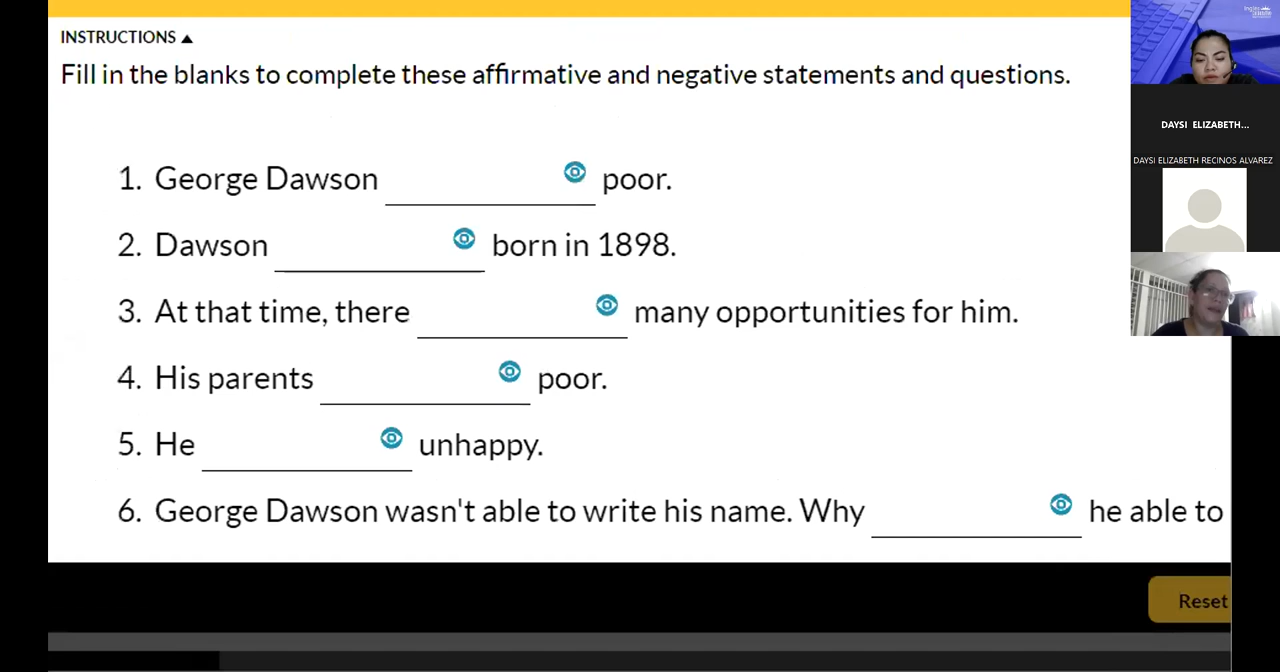 INSTRUCTIONS
Fill in the blanks to complete these affirmative and negative statements and questions.
1. George Dawson poor.
2. Dawson born in 1898.
3. At that time, there many opportunities for him.
4. His parents poor.
5. He unhappy.
6. George Dawson wasn't able to write his name. Why he able to
Reset
DAYSI ELIZABETH...
DAYSI ELIZABETH RECINOS ALVAREZ